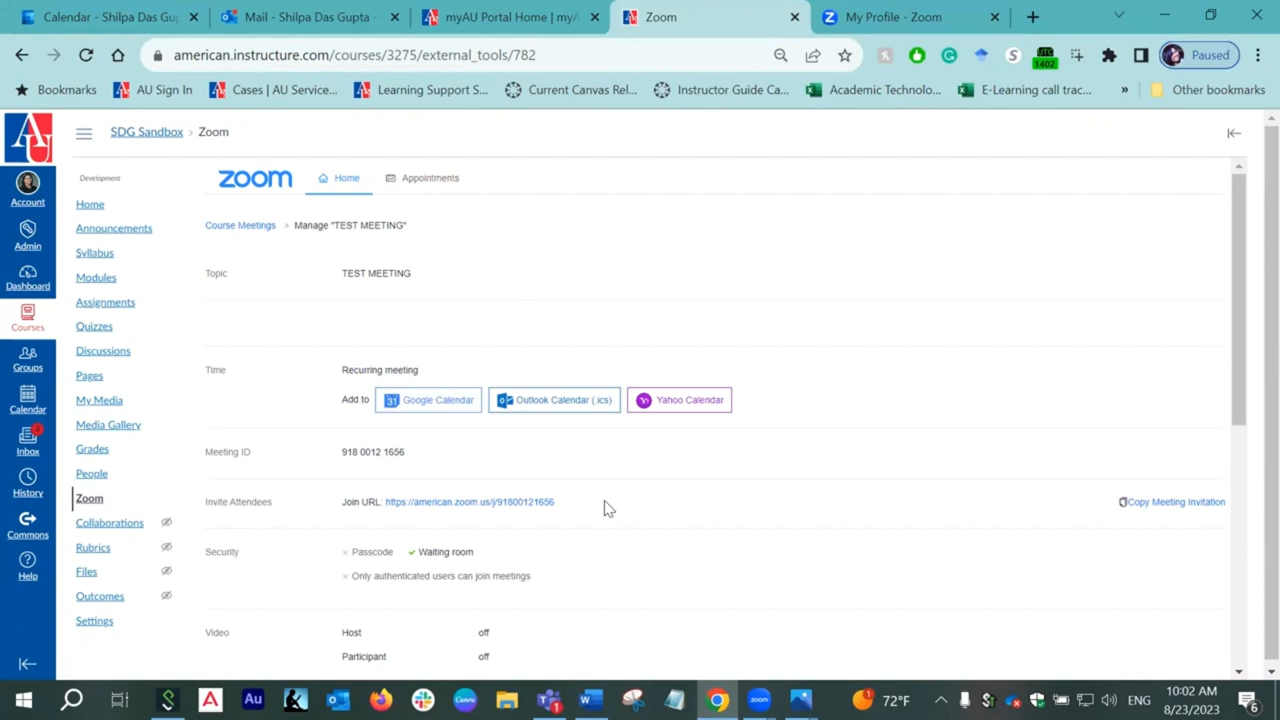 Calendar - Shilpa Das Gup
Mail - Shilpa Das Gupta -
myAU Portal Home | myA
Zoom
My Profile - Zoom
american.instructure.com/courses/3275/external_tools/782
UTC
1402
Paused
Bookmarks
AU Sign In
Cases | AU Service...
Learning Support S...
Current Canvas Rel...
Instructor Guide Ca...
Academic Technolo...
E-Learning call trac...
»
Other bookmarks
AU
SDG Sandbox › Zoom
Account
Admin
Dashboard
Courses
Groups
Calendar
Inbox
History
Commons
Help
Development
Home
Announcements
Syllabus
Modules
Assignments
Quizzes
Discussions
Pages
My Media
Media Gallery
Grades
People
Zoom
Collaborations
Rubrics
Files
Outcomes
Settings
zoom
Home
Appointments
Course Meetings > Manage "TEST MEETING"
Topic TEST MEETING
Time Recurring meeting
Add to 31 Google Calendar Outlook Calendar (.ics) Yahoo Calendar
Meeting ID 918 0012 1656
Invite Attendees Join URL: https://american.zoom.us/j/91800121656 Copy Meeting Invitation
Security Passcode Waiting room
Only authenticated users can join meetings
Video Host off
Participant off
Au
72°F
ENG
10:02 AM
8/23/2023
6